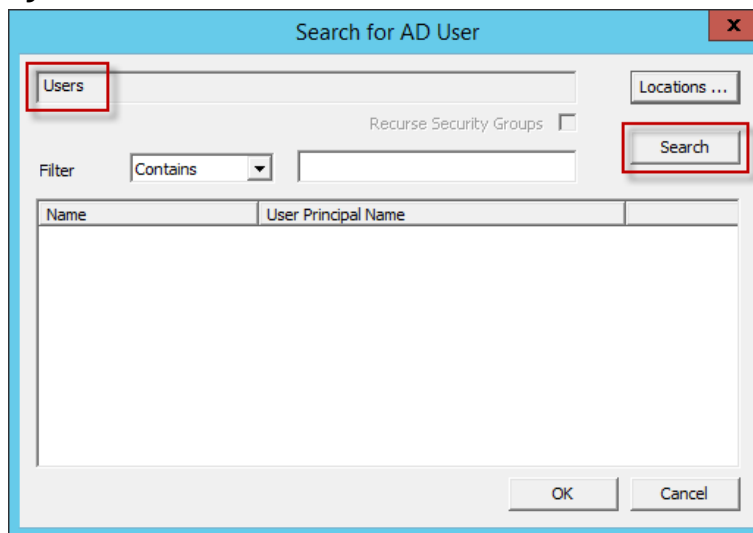 Search for AD User
x
Users
Locations ...
Recurse Security Groups
Search
Filter
Contains
Name
User Principal Name
OK
Cancel